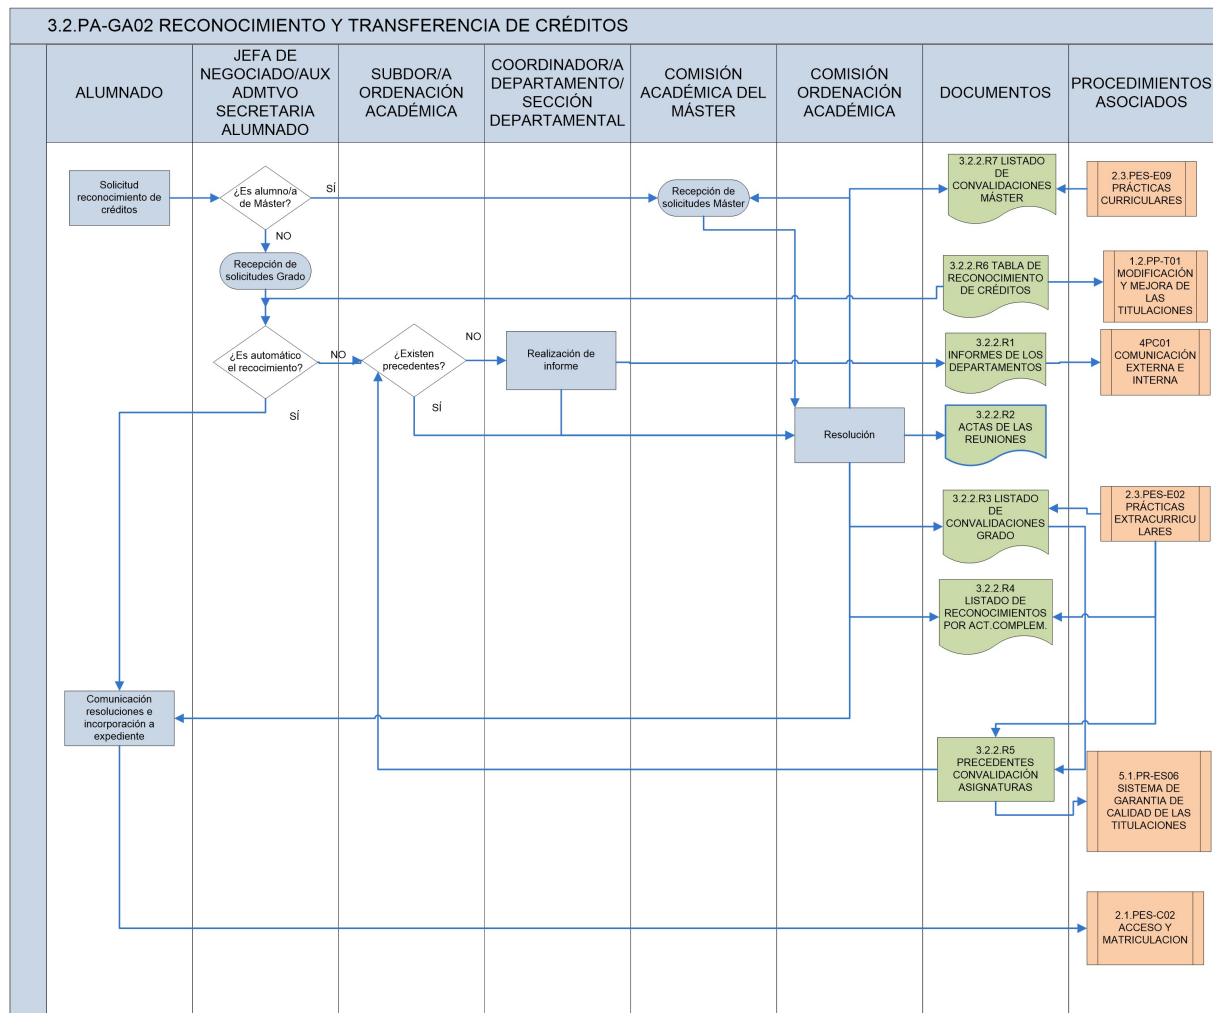 3.2.PA-GA02 RECONOCIMIENTO Y TRANSFERENCIA DE CRÉDITOS
ALUMNADO
JEFA DE
NEGOCIADO/AUX
ADMTVO
SECRETARIA
ALUMNADO
SUBDOR/A
ORDENACIÓN
ACADÉMICA
COORDINADOR/A
DEPARTAMENTO/
SECCIÓN
DEPARTAMENTAL
COMISIÓN
ACADÉMICA DEL
MÁSTER
COMISIÓN
ORDENACIÓN
ACADÉMICA
DOCUMENTOS
PROCEDIMIENTOS
ASOCIADOS
Solicitud
reconocimiento de
créditos
¿Es alumno/a
de Máster?
SÍ
NO
Recepción de
solicitudes Máster
3.2.2.R7 LISTADO
DE
CONVALIDACIONES
MÁSTER
2.3.PES-E09
PRÁCTICAS
CURRICULARES
Recepción de
solicitudes Grado
3.2.2.R6 TABLA DE
RECONOCIMIENTO
DE CRÉDITOS
1.2.PP-T01
MODIFICACIÓN
Y MEJORA DE
LAS
TITULACIONES
¿Es automático
el recocimiento?
NO
SÍ
¿Existen
precedentes?
NO
SÍ
Realización de
informe
3.2.2.R1
INFORMES DE LOS
DEPARTAMENTOS
4PC01
COMUNICACIÓN
EXTERNA E
INTERNA
Resolución
3.2.2.R2
ACTAS DE LAS
REUNIONES
3.2.2.R3 LISTADO
DE
CONVALIDACIONES
GRADO
2.3.PES-E02
PRÁCTICAS
EXTRACURRICU
LARES
3.2.2.R4
LISTADO DE
RECONOCIMIENTOS
POR ACT.COMPLEM.
Comunicación
resoluciones e
incorporación a
expediente
3.2.2.R5
PRECEDENTES
CONVALIDACIÓN
ASIGNATURAS
5.1.PR-ES06
SISTEMA DE
GARANTIA DE
CALIDAD DE LAS
TITULACIONES
2.1.PES-C02
ACCESO Y
MATRICULACION